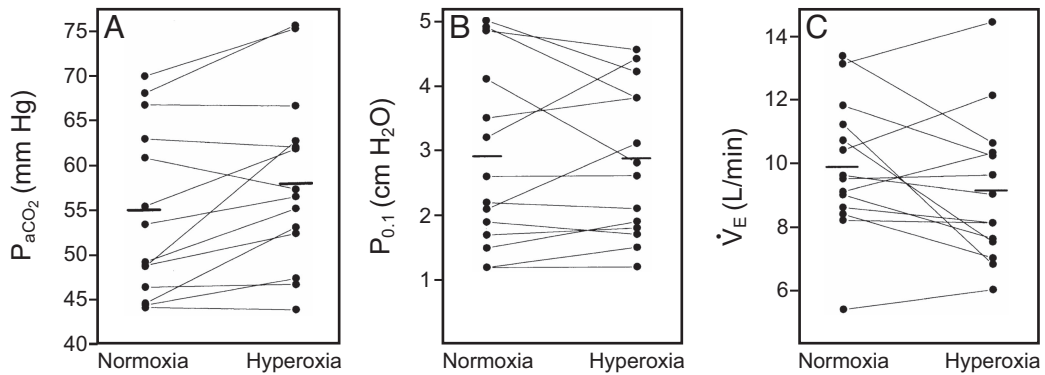 A
PaCO2 (mm Hg)
75
70
65
60
55
50
45
40
Normoxia Hyperoxia
B
P0.1 (cm H2O)
5
4
3
2
1
Normoxia Hyperoxia
C
V̇E (L/min)
14
12
10
8
6
Normoxia Hyperoxia